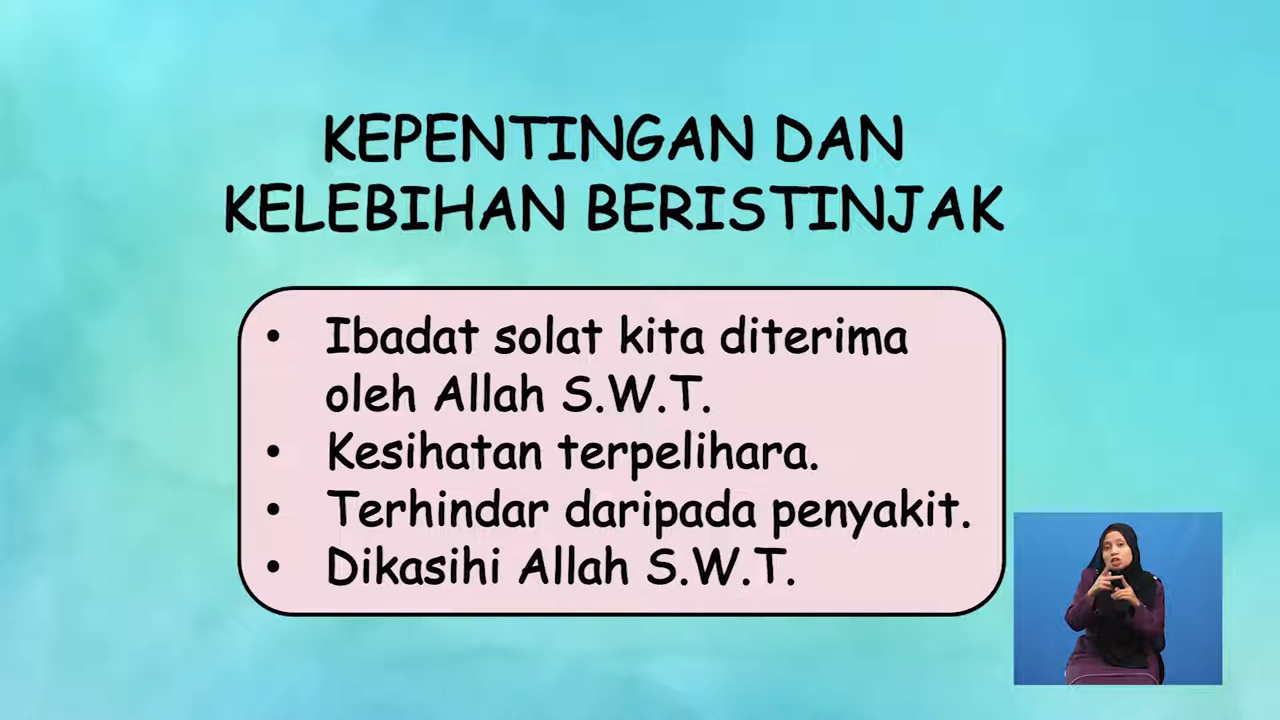 KEPENTINGAN DAN
KELEBIHAN BERISTINJAK
• Ibadat solat kita diterima
oleh Allah S.W.T.
• Kesihatan terpelihara.
• Terhindar daripada penyakit.
• Dikasihi Allah S.W.T.